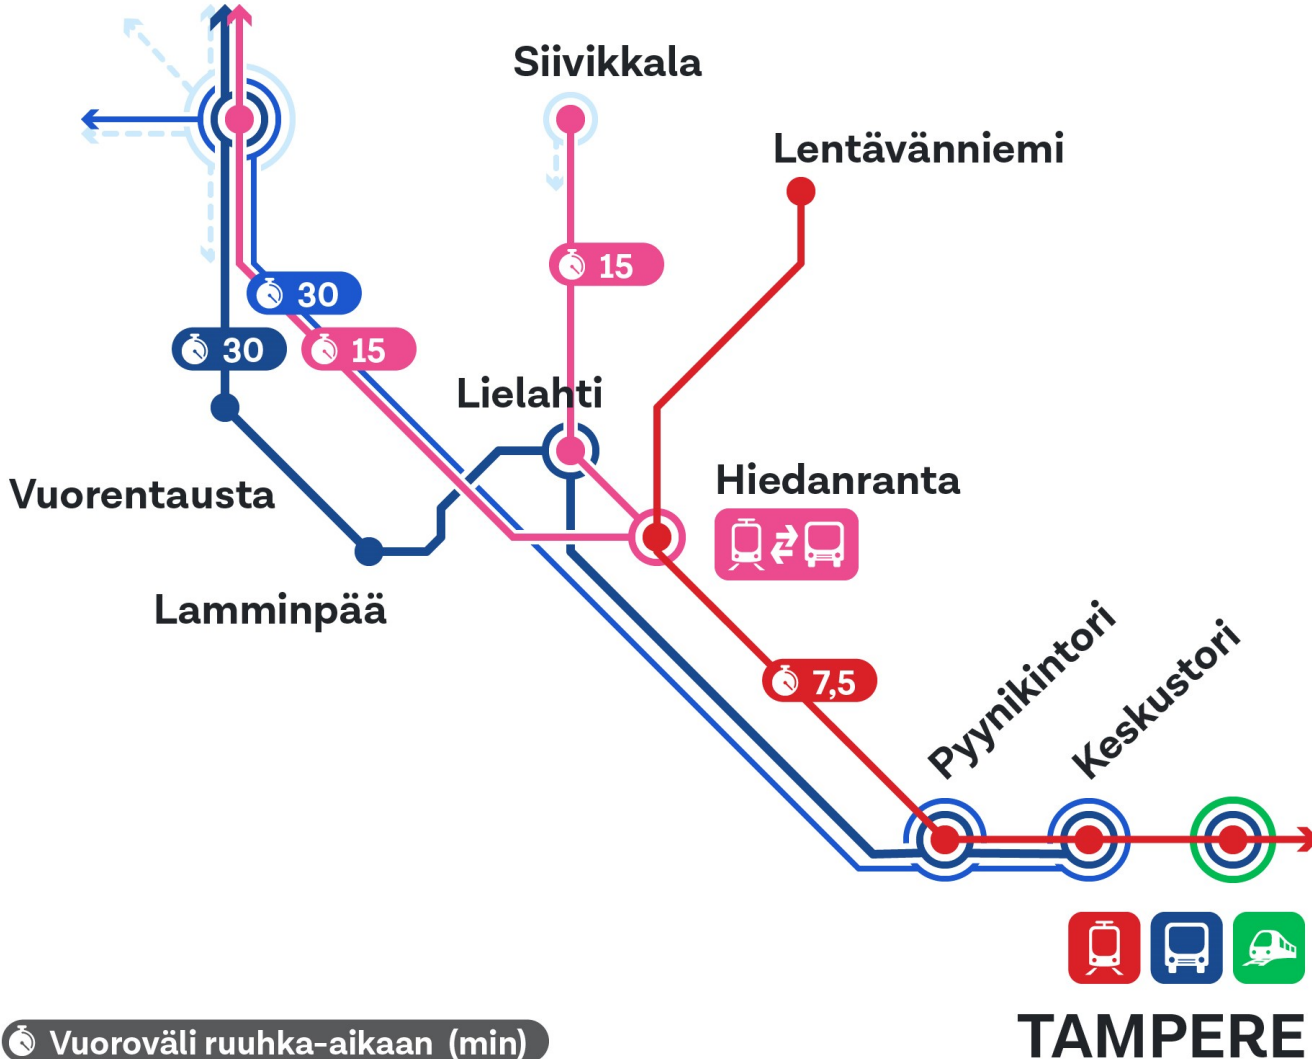 Siivikkala
Lentävänniemi
15
30
30
15
Lielahti
Vuorentausta
Hiedanranta
Lamminpää
7,5
Pyynikintori
Keskustori
TAMPERE
Vuoroväli ruuhka-aikaan (min)